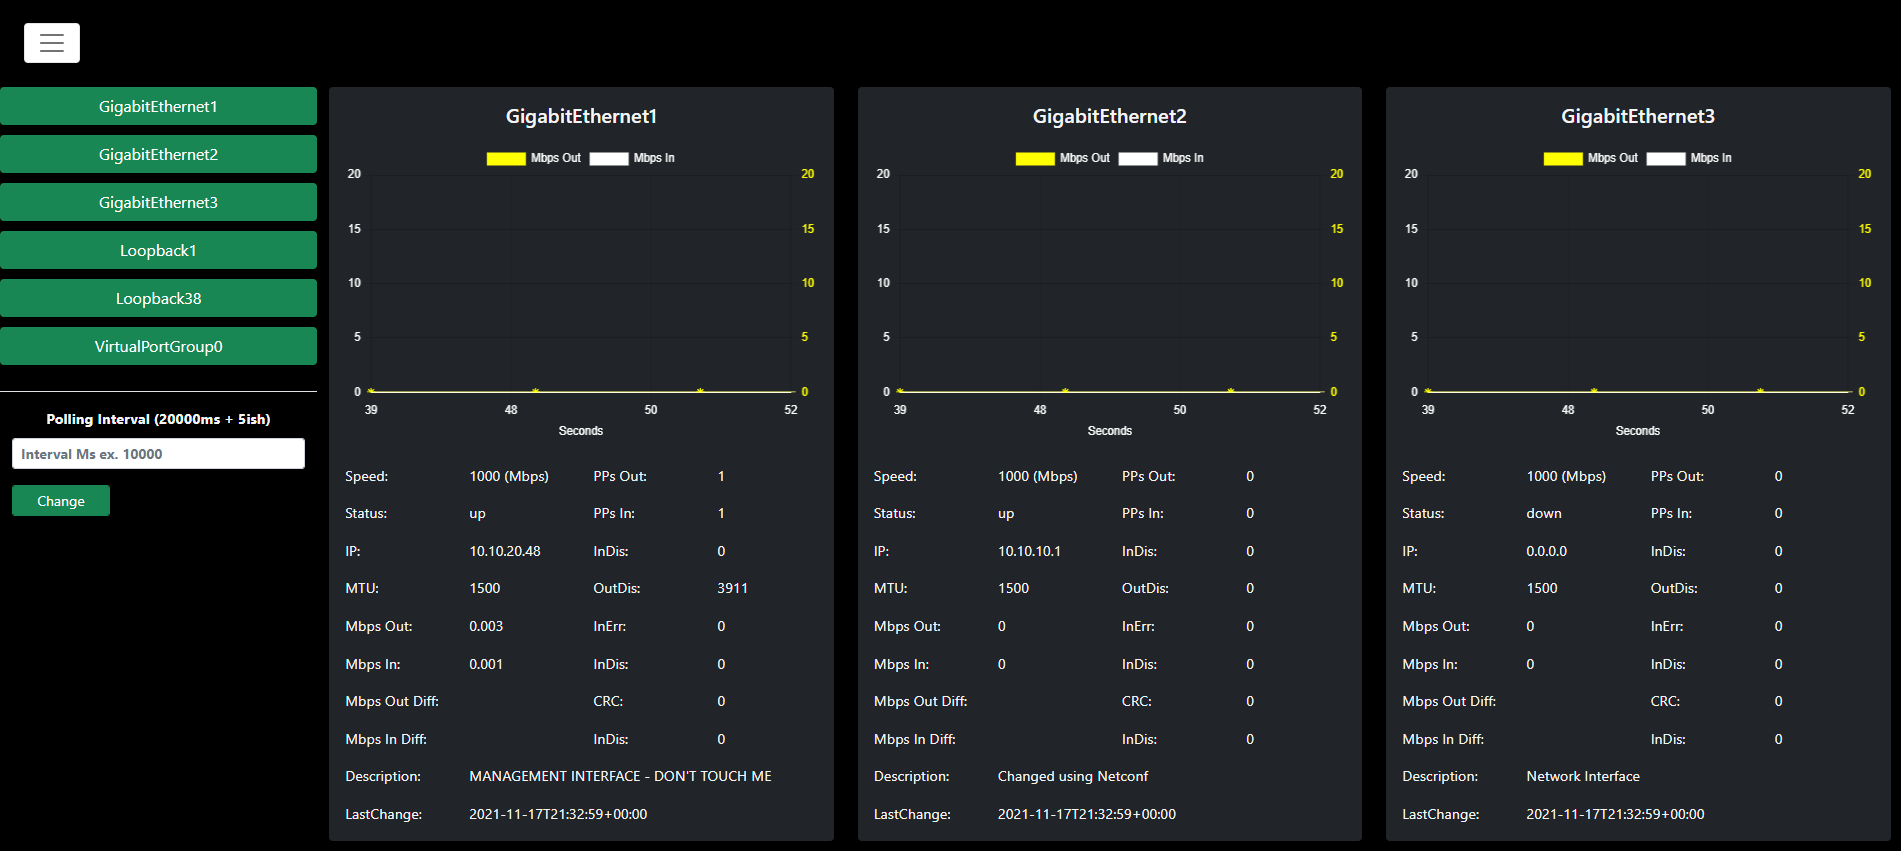 GigabitEthernet1
GigabitEthernet2
GigabitEthernet3
Loopback1
Loopback38
VirtualPortGroup0
Polling Interval (20000ms + 5ish)
Interval Ms ex. 10000
Change
GigabitEthernet1
Mbps Out Mbps In
20 20
15 15
10 10
5 5
0 0
39 48 50 52
Seconds
Speed: 1000 (Mbps) PPs Out: 1
Status: up PPs In: 1
IP: 10.10.20.48 InDis: 0
MTU: 1500 OutDis: 3911
Mbps Out: 0.003 InErr: 0
Mbps In: 0.001 InDis: 0
Mbps Out Diff: CRC: 0
Mbps In Diff: InDis: 0
Description: MANAGEMENT INTERFACE - DON'T TOUCH ME
LastChange: 2021-11-17T21:32:59+00:00
GigabitEthernet2
Mbps Out Mbps In
20 20
15 15
10 10
5 5
0 0
39 48 50 52
Seconds
Speed: 1000 (Mbps) PPs Out: 0
Status: up PPs In: 0
IP: 10.10.10.1 InDis: 0
MTU: 1500 OutDis: 0
Mbps Out: 0 InErr: 0
Mbps In: 0 InDis: 0
Mbps Out Diff: CRC: 0
Mbps In Diff: InDis: 0
Description: Changed using Netconf
LastChange: 2021-11-17T21:32:59+00:00
GigabitEthernet3
Mbps Out Mbps In
20 20
15 15
10 10
5 5
0 0
39 48 50 52
Seconds
Speed: 1000 (Mbps) PPs Out: 0
Status: down PPs In: 0
IP: 0.0.0.0 InDis: 0
MTU: 1500 OutDis: 0
Mbps Out: 0 InErr: 0
Mbps In: 0 InDis: 0
Mbps Out Diff: CRC: 0
Mbps In Diff: InDis: 0
Description: Network Interface
LastChange: 2021-11-17T21:32:59+00:00